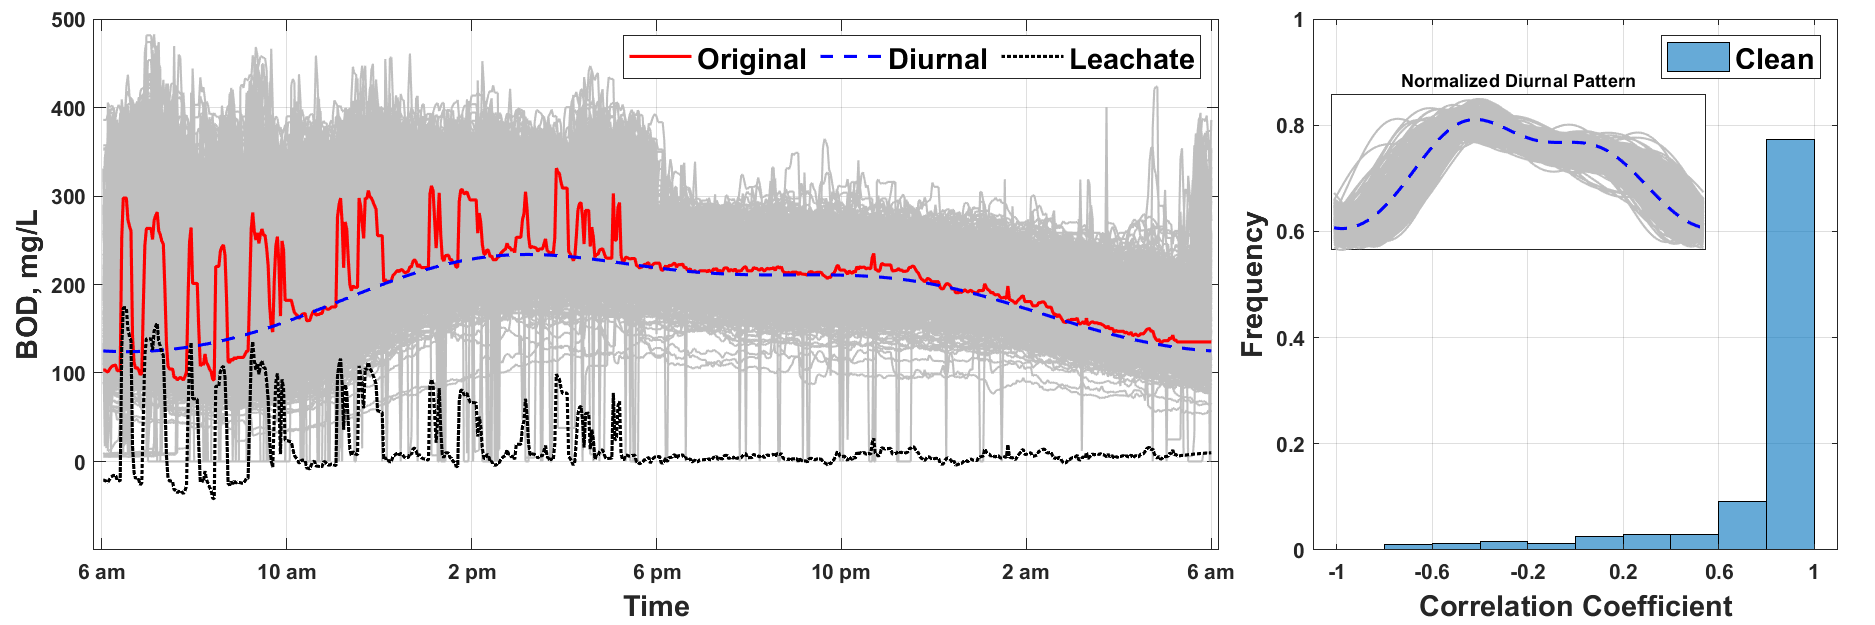 500
400
300
200
100
0
BOD, mg/L
Original
Diurnal
Leachate
6 am
10 am
2 pm
6 pm
10 pm
2 am
6 am
Time
1
0.8
0.6
0.4
0.2
0
Frequency
Clean
Normalized Diurnal Pattern
-1
-0.6
-0.2
0.2
0.6
1
Correlation Coefficient